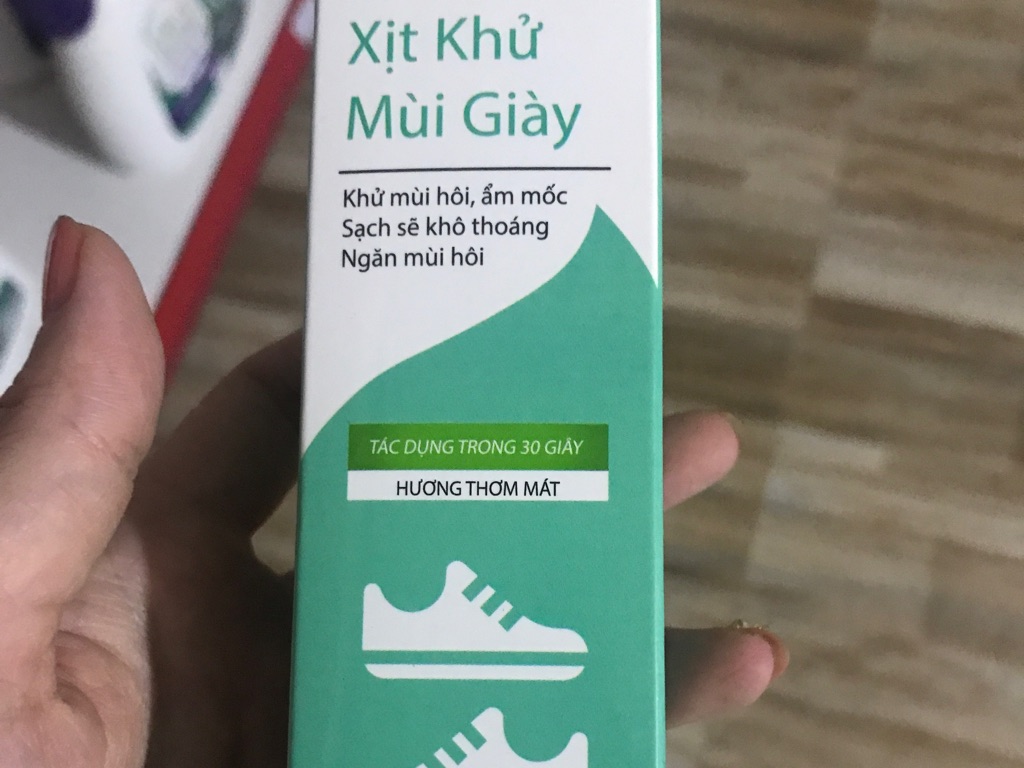 Xịt Khử
Mùi Giày
Khử mùi hôi, ẩm mốc
Sạch sẽ khô thoáng
Ngăn mùi hôi
TÁC DỤNG TRONG 30 GIÂY
HƯƠNG THƠM MÁT